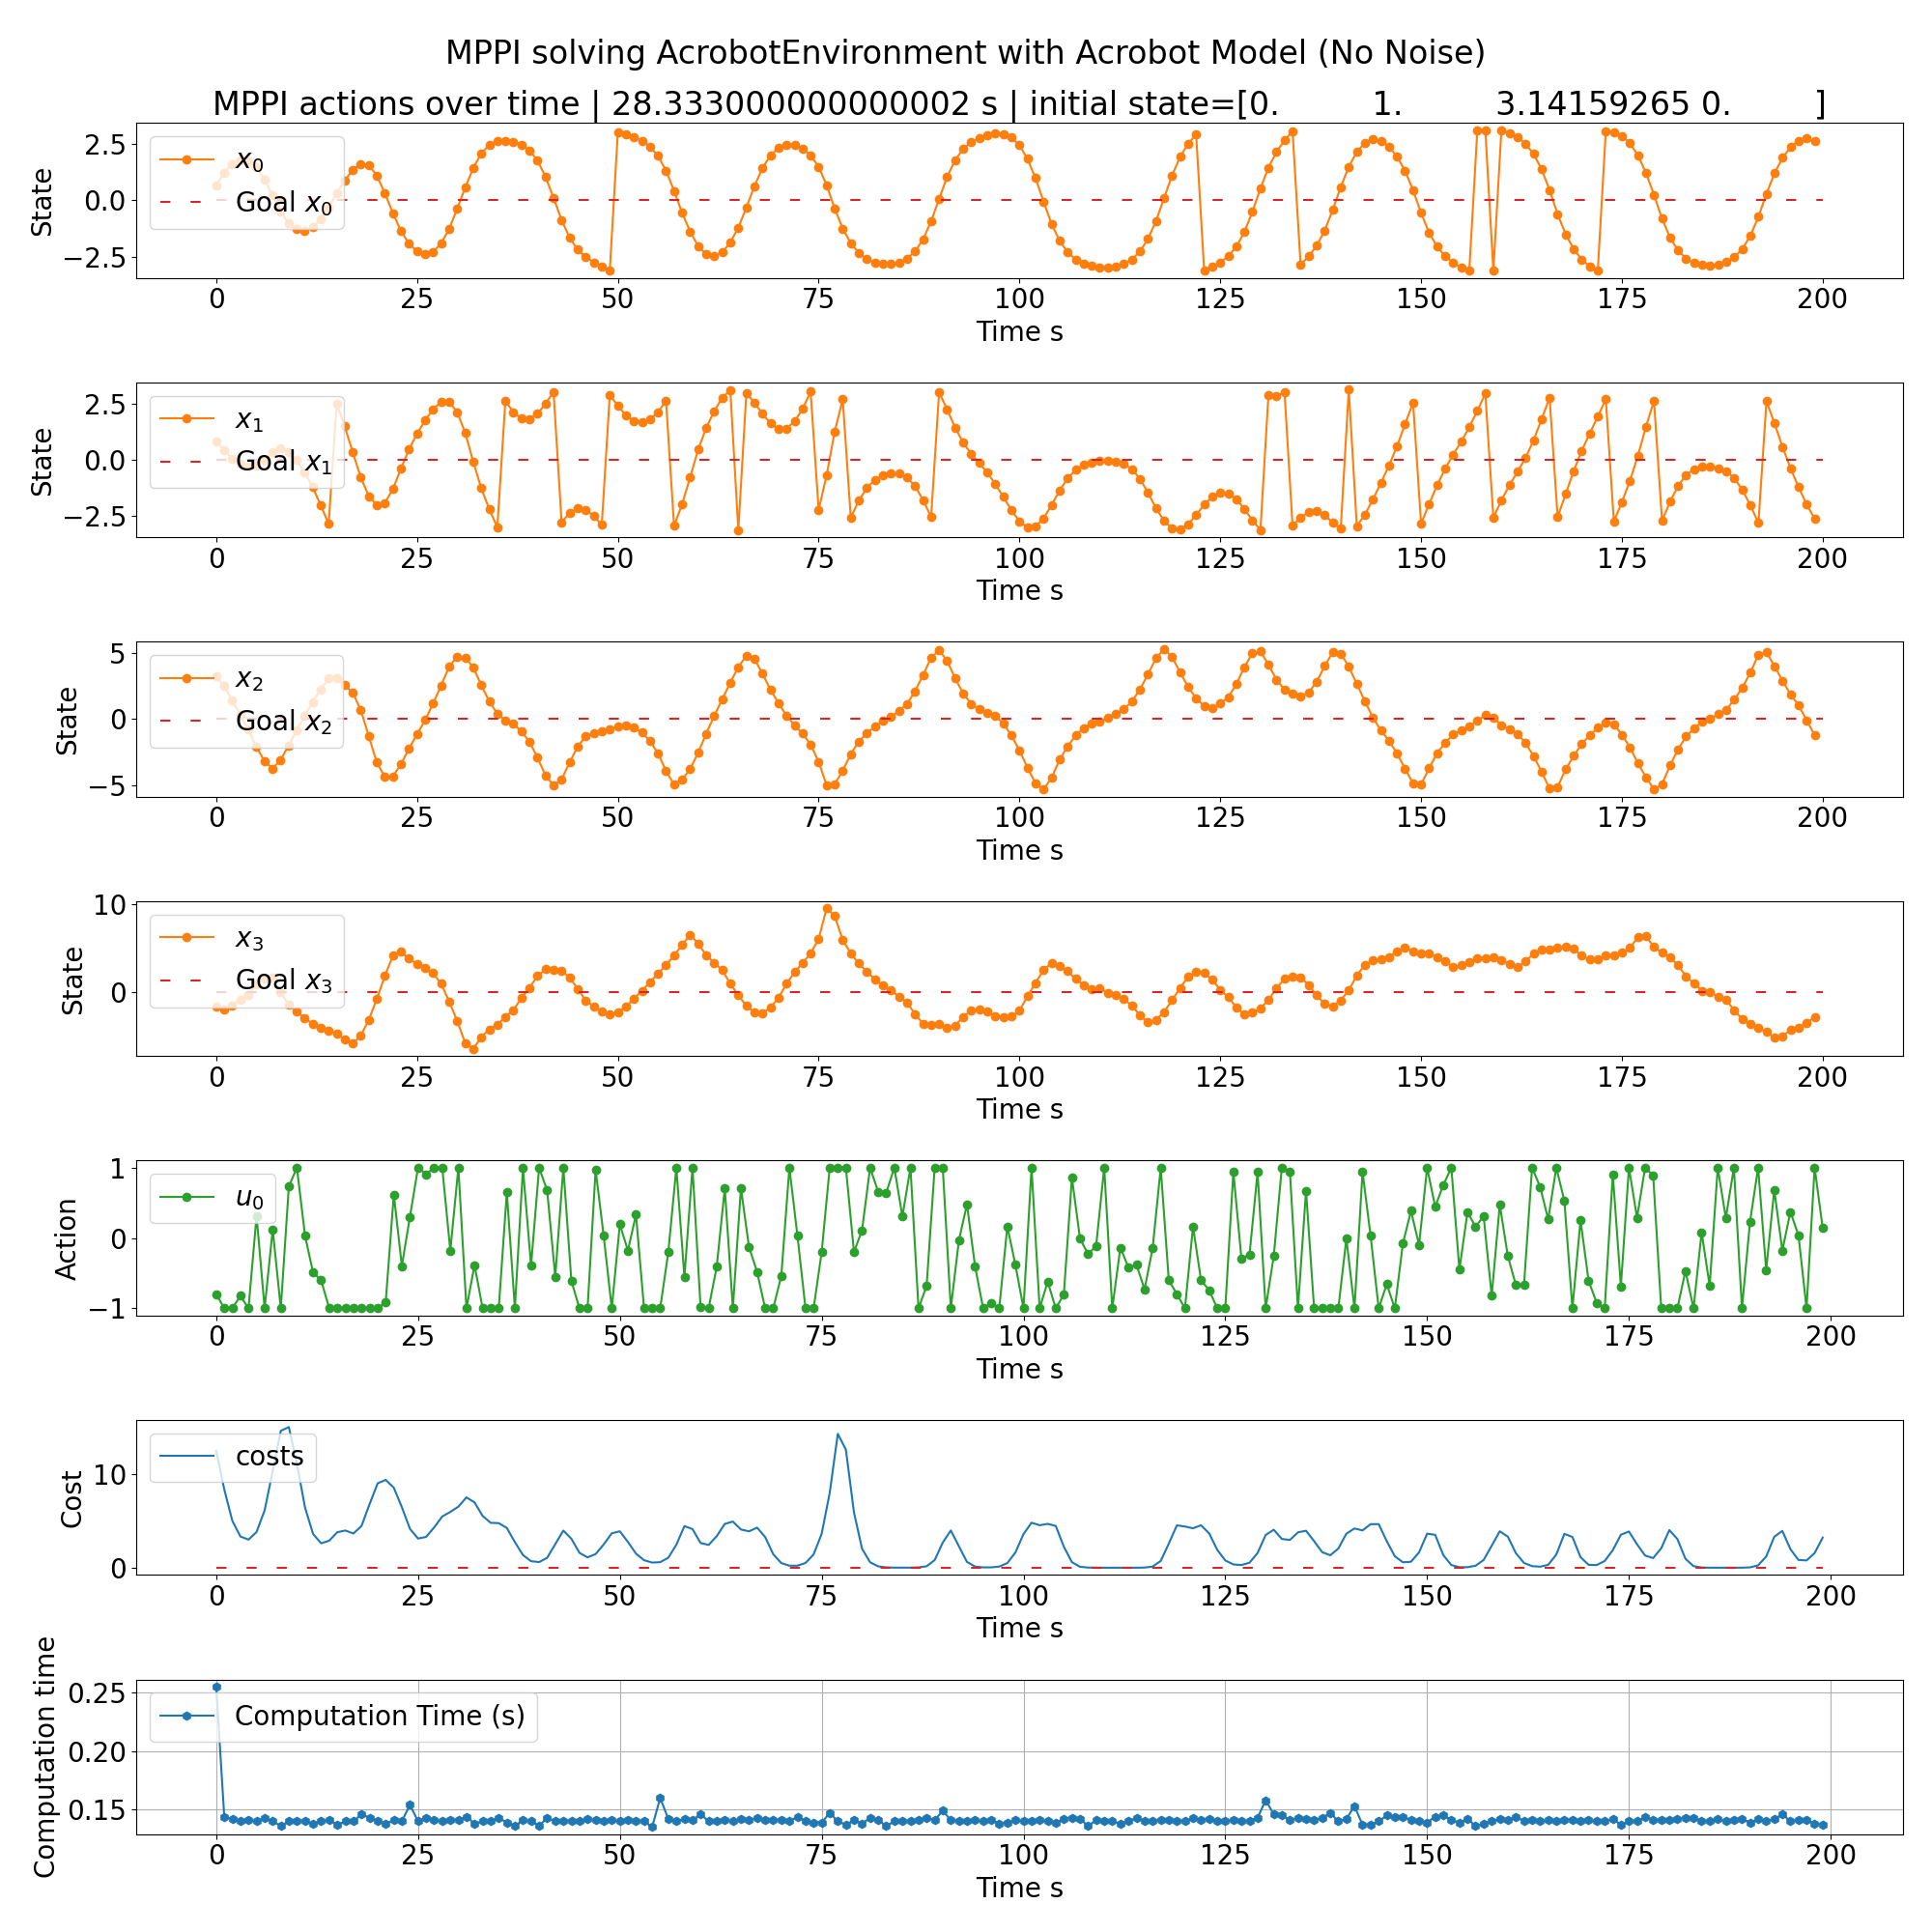 MPPI solving AcrobotEnvironment with Acrobot Model (No Noise)
MPPI actions over time | 28.333000000000002 s | initial state=[0. 1. 3.14159265 0. ]
State
2.5
0.0
−2.5
x0
Goal x0
0 25 50 75 100 125 150 175 200
Time s
State
2.5
0.0
−2.5
x1
Goal x1
0 25 50 75 100 125 150 175 200
Time s
State
5
0
−5
x2
Goal x2
0 25 50 75 100 125 150 175 200
Time s
State
10
0
x3
Goal x3
0 25 50 75 100 125 150 175 200
Time s
Action
1
0
−1
u0
0 25 50 75 100 125 150 175 200
Time s
Cost
10
0
costs
0 25 50 75 100 125 150 175 200
Time s
Computation time
0.25
0.20
0.15
Computation Time (s)
0 25 50 75 100 125 150 175 200
Time s